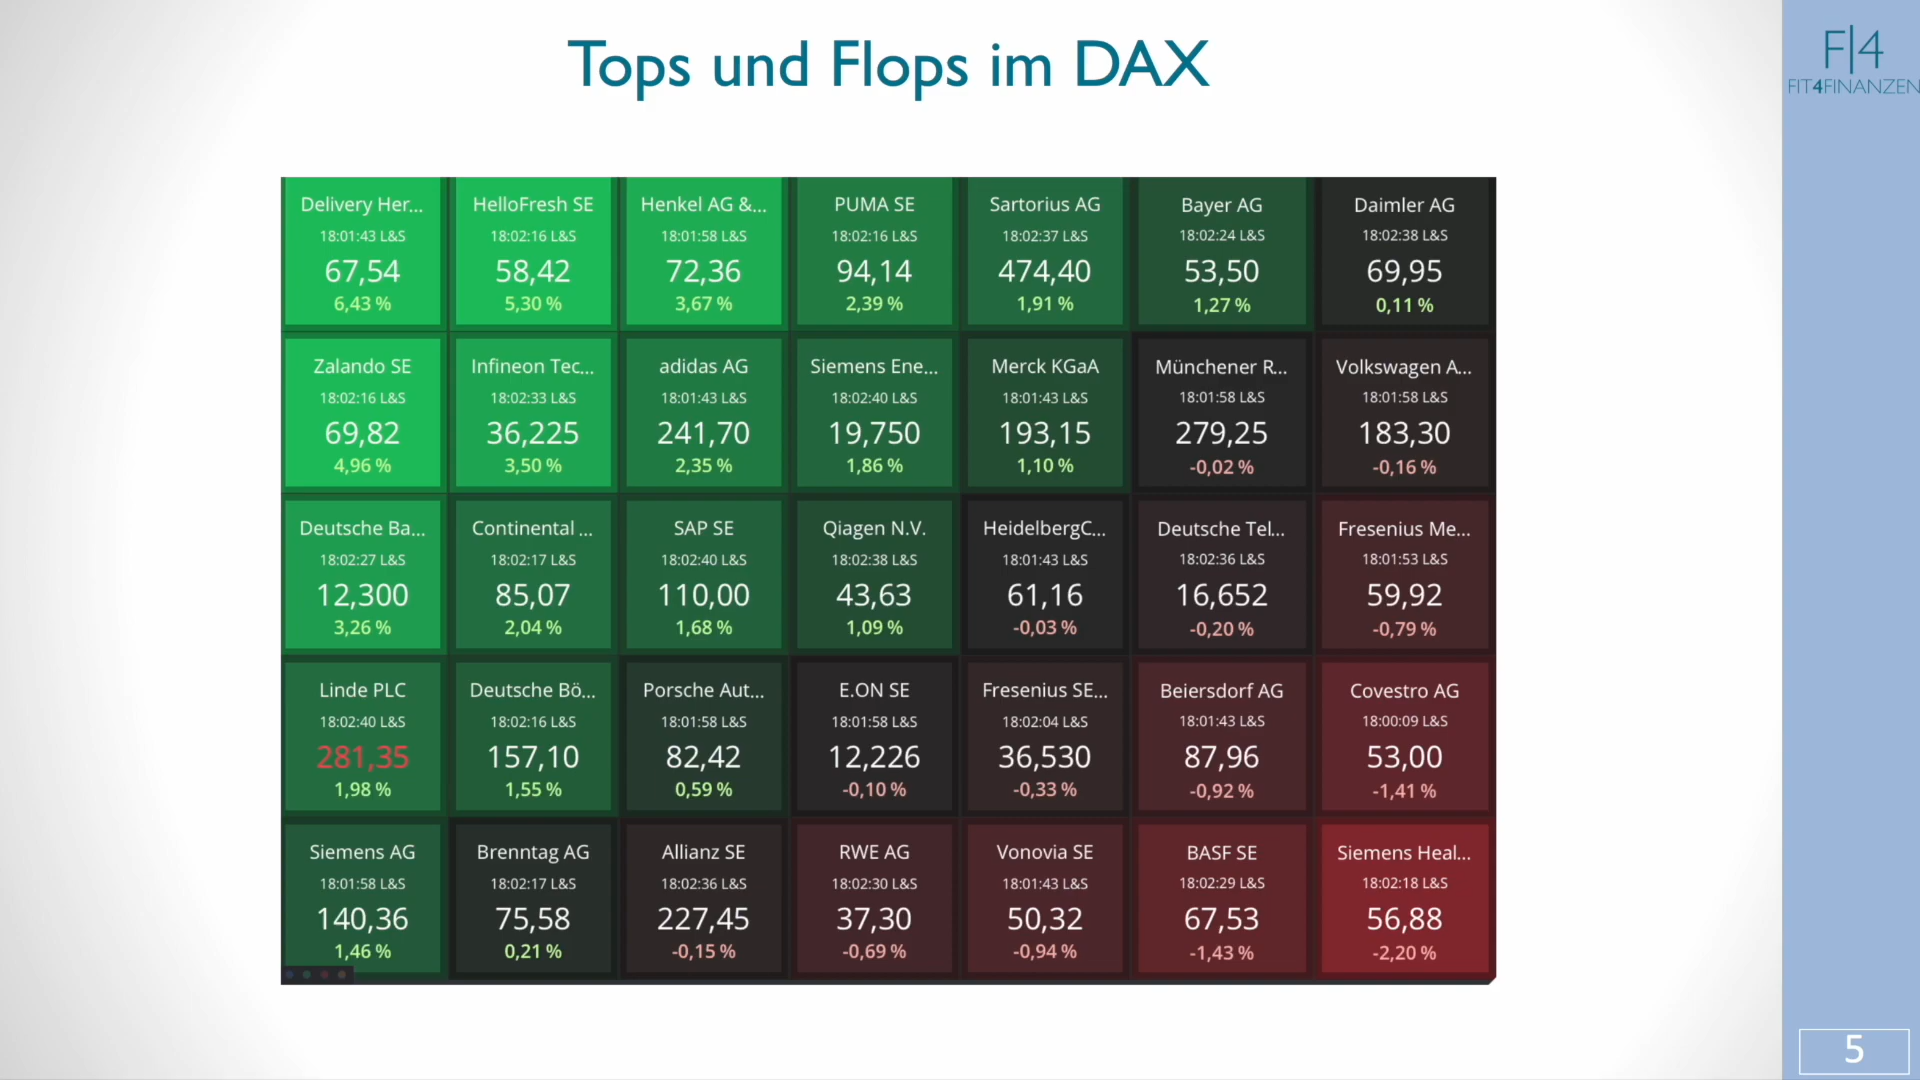 Tops und Flops im DAX
F|4
FIT4FINANZEN
Delivery Her...
18:01:43 L&S
67,54
6,43 %
HelloFresh SE
18:02:16 L&S
58,42
5,30 %
Henkel AG &...
18:01:58 L&S
72,36
3,67 %
PUMA SE
18:02:16 L&S
94,14
2,39 %
Sartorius AG
18:02:37 L&S
474,40
1,91 %
Bayer AG
18:02:24 L&S
53,50
1,27 %
Daimler AG
18:02:38 L&S
69,95
0,11 %
Zalando SE
18:02:16 L&S
69,82
4,96 %
Infineon Tec...
18:02:33 L&S
36,225
3,50 %
adidas AG
18:01:43 L&S
241,70
2,35 %
Siemens Ene...
18:02:40 L&S
19,750
1,86 %
Merck KGaA
18:01:43 L&S
193,15
1,10 %
Münchener R...
18:01:58 L&S
279,25
-0,02 %
Volkswagen A...
18:01:58 L&S
183,30
-0,16 %
Deutsche Ba...
18:02:27 L&S
12,300
3,26 %
Continental ...
18:02:17 L&S
85,07
2,04 %
SAP SE
18:02:40 L&S
110,00
1,68 %
Qiagen N.V.
18:02:38 L&S
43,63
1,09 %
HeidelbergC...
18:01:43 L&S
61,16
-0,03 %
Deutsche Tel...
18:02:36 L&S
16,652
-0,20 %
Fresenius Me...
18:01:53 L&S
59,92
-0,79 %
Linde PLC
18:02:40 L&S
281,35
1,98 %
Deutsche Bö...
18:02:16 L&S
157,10
1,55 %
Porsche Aut...
18:01:58 L&S
82,42
0,59 %
E.ON SE
18:01:58 L&S
12,226
-0,10 %
Fresenius SE...
18:02:04 L&S
36,530
-0,33 %
Beiersdorf AG
18:01:43 L&S
87,96
-0,92 %
Covestro AG
18:00:09 L&S
53,00
-1,41 %
Siemens AG
18:01:58 L&S
140,36
1,46 %
Brenntag AG
18:02:17 L&S
75,58
0,21 %
Allianz SE
18:02:36 L&S
227,45
-0,15 %
RWE AG
18:02:30 L&S
37,30
-0,69 %
Vonovia SE
18:01:43 L&S
50,32
-0,94 %
BASF SE
18:02:29 L&S
67,53
-1,43 %
Siemens Heal...
18:02:18 L&S
56,88
-2,20 %
5